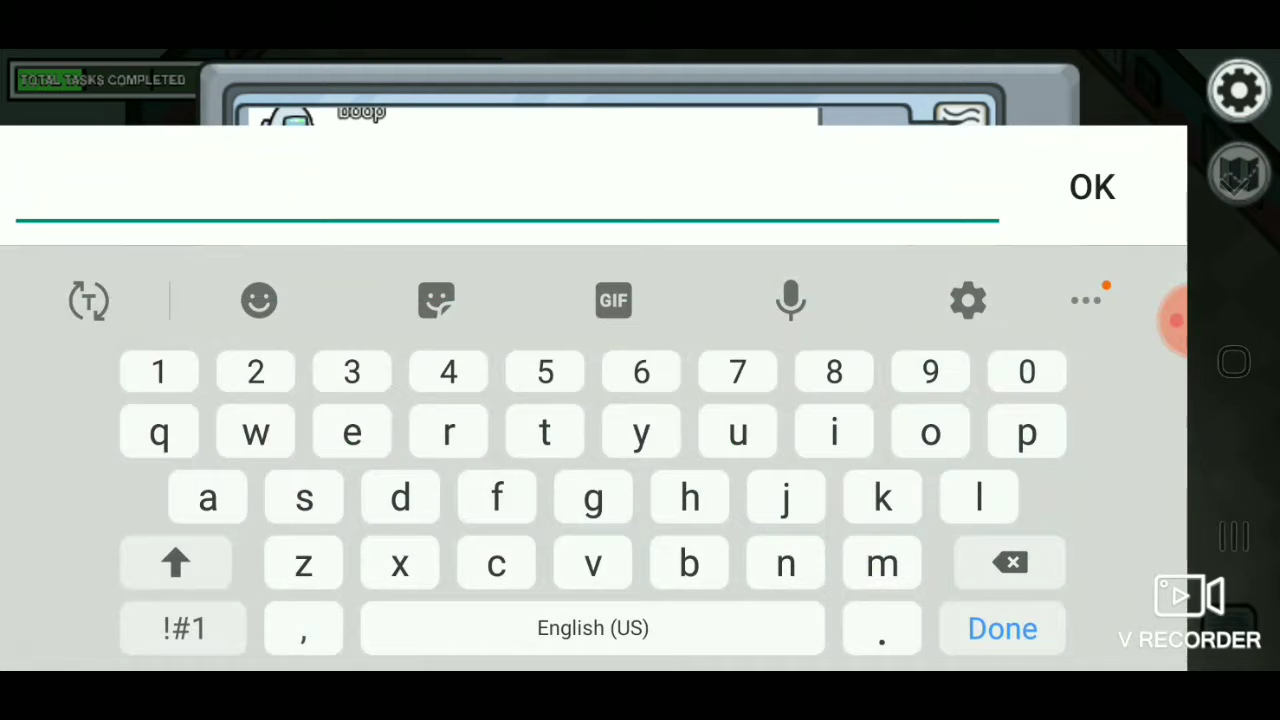 TOTAL TASKS COMPLETED
Boop
OK
T
GIF
1 2 3 4 5 6 7 8 9 0
q w e r t y u i o p
a s d f g h j k l
z x c v b n m
!#1 , English (US) . Done
V RECORDER